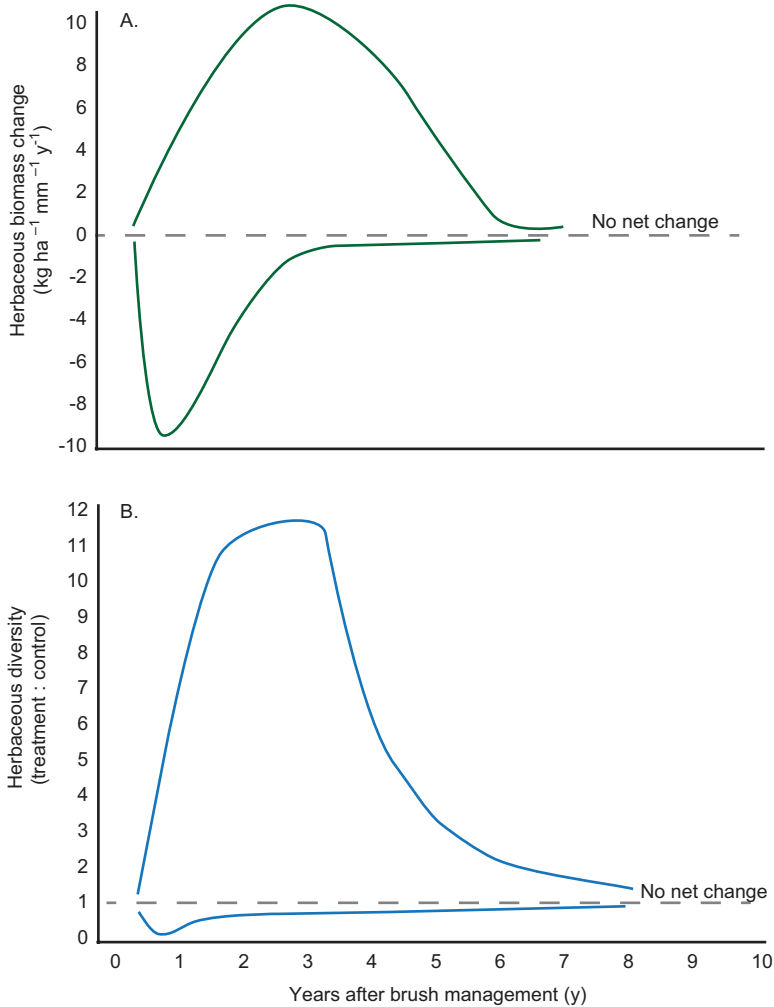 A.
Herbaceous biomass change
(kg ha⁻¹ mm⁻¹ y⁻¹)
10
8
6
4
2
0
-2
-4
-6
-8
-10
No net change
B.
Herbaceous diversity
(treatment : control)
12
11
10
9
8
7
6
5
4
3
2
1
0
No net change
0 1 2 3 4 5 6 7 8 9 10
Years after brush management (y)